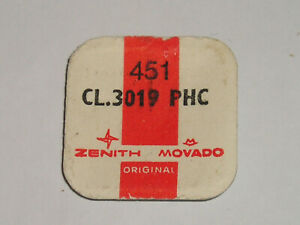 451
CL.3019 PHC
ZENITH MOVADO
ORIGINAL